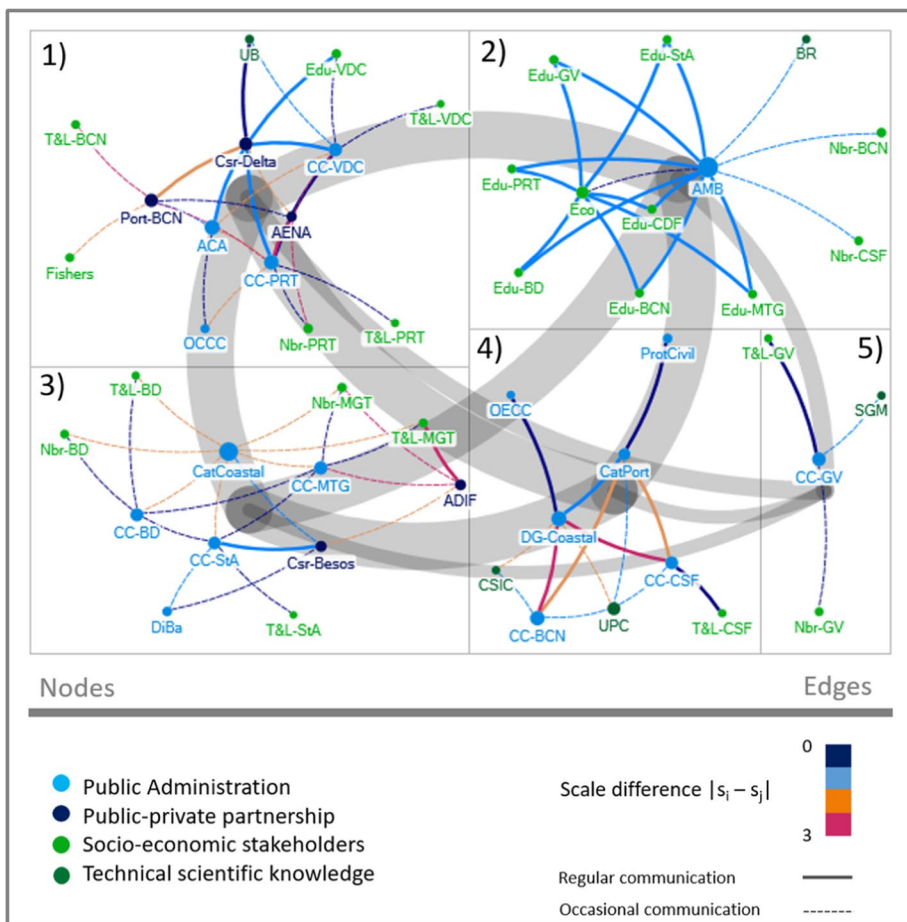 1)
UB
Edu-VDC
T&L-VDC
T&L-BCN
Csr-Delta
CC-VDC
Port-BCN
ACA
AENA
Fishers
CC-PRT
OCCC
Nbr-PRT
T&L-PRT
2)
Edu-StA
BR
Edu-GV
Nbr-BCN
Edu-PRT
AMB
Eco
Edu-CDF
Nbr-CSF
Edu-BD
Edu-BCN
Edu-MTG
3)
T&L-BD
Nbr-MGT
Nbr-BD
T&L-MGT
CatCoastal
CC-MTG
ADIF
CC-BD
CC-StA
Csr-Besos
DiBa
T&L-StA
4)
ProtCivil
OECC
CatPort
DG-Coastal
CSIC
CC-CSF
CC-BCN
UPC
T&L-CSF
5)
T&L-GV
SGM
CC-GV
Nbr-GV
Nodes
Edges
Public Administration
Public-private partnership
Socio-economic stakeholders
Technical scientific knowledge
0
Scale difference |s_i − s_j|
3
Regular communication
Occasional communication